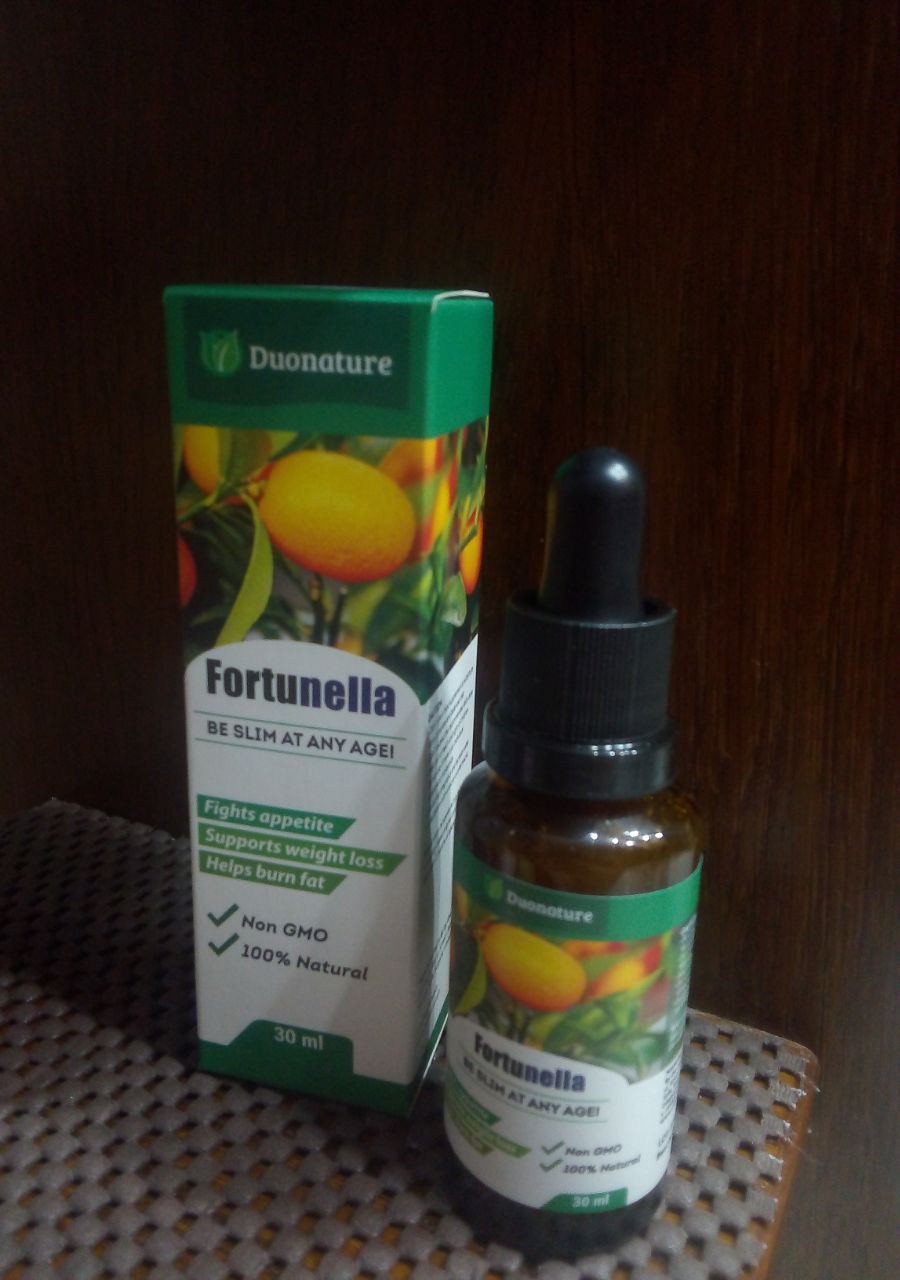 Duonature
Fortunella
BE SLIM AT ANY AGE!
Fights appetite
Supports weight loss
Helps burn fat
Non GMO
100% Natural
30 ml
Duonature
Fortunella
BE SLIM AT ANY AGE!
Non GMO
100% Natural
30 ml